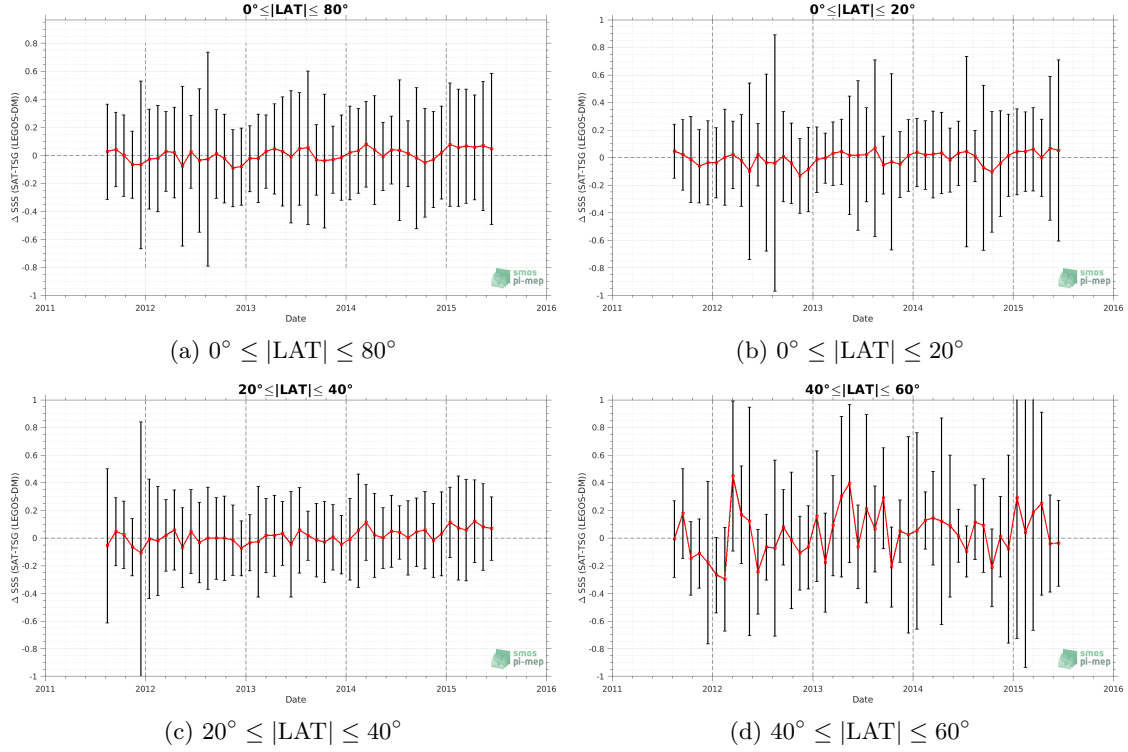 0°≤|LAT|≤ 80°
Δ SSS (SAT-TSG (LEGOS-DM))
1
0.8
0.6
0.4
0.2
0
-0.2
-0.4
-0.6
-0.8
-1
2011 2012 2013 2014 2015 2016
Date
smos
pi-mep
(a) 0° ≤ |LAT| ≤ 80°
0°≤|LAT|≤ 20°
Δ SSS (SAT-TSG (LEGOS-DM))
1
0.8
0.6
0.4
0.2
0
-0.2
-0.4
-0.6
-0.8
-1
2011 2012 2013 2014 2015 2016
Date
smos
pi-mep
(b) 0° ≤ |LAT| ≤ 20°
20°≤|LAT|≤ 40°
Δ SSS (SAT-TSG (LEGOS-DM))
1
0.8
0.6
0.4
0.2
0
-0.2
-0.4
-0.6
-0.8
-1
2011 2012 2013 2014 2015 2016
Date
smos
pi-mep
(c) 20° ≤ |LAT| ≤ 40°
40°≤|LAT|≤ 60°
Δ SSS (SAT-TSG (LEGOS-DM))
1
0.8
0.6
0.4
0.2
0
-0.2
-0.4
-0.6
-0.8
-1
2011 2012 2013 2014 2015 2016
Date
smos
pi-mep
(d) 40° ≤ |LAT| ≤ 60°